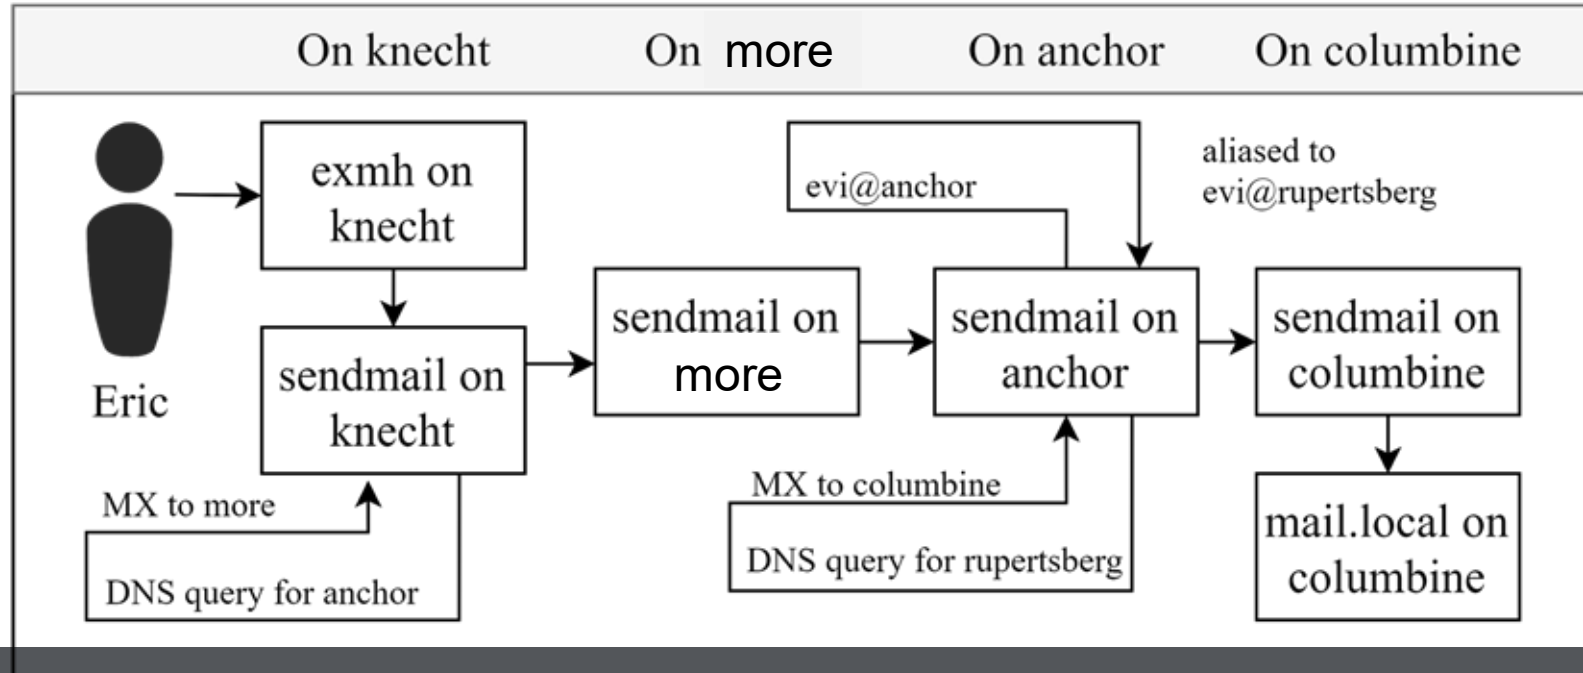 On knecht On more On anchor On columbine
exmh on
knecht
Eric
sendmail on
knecht
MX to more
DNS query for anchor
sendmail on
more
evi@anchor
sendmail on
anchor
MX to columbine
DNS query for rupertsberg
aliased to
evi@rupertsberg
sendmail on
columbine
mail.local on
columbine